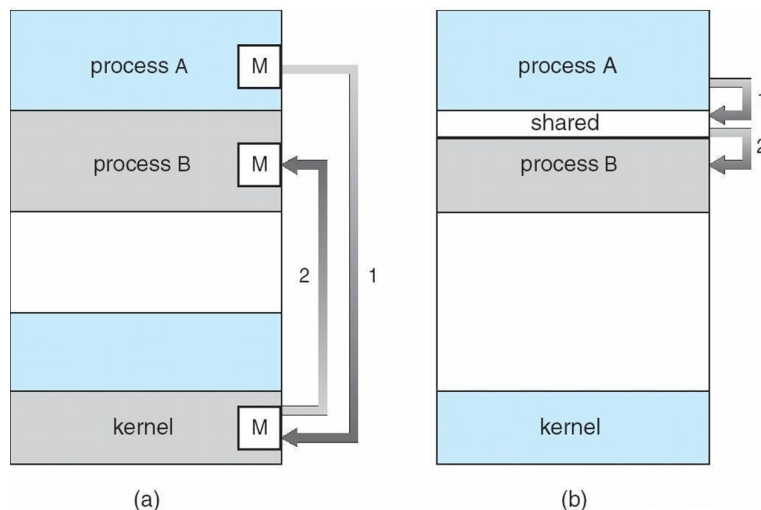 process A
M
process B
M
2
1
kernel
M
(a)
process A
1
shared
2
process B
kernel
(b)